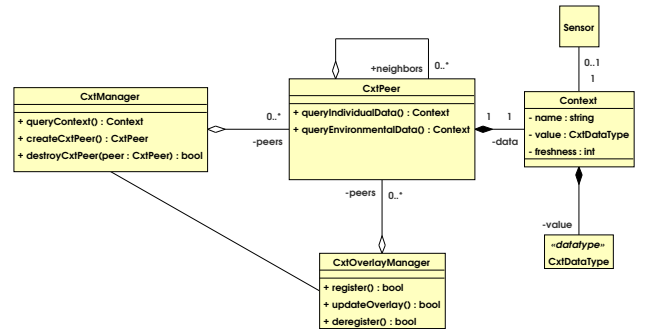 Sensor
0..1
1
+neighbors
0..*
CxtManager
+ queryContext() : Context
+ createCxtPeer() : CxtPeer
+ destroyCxtPeer(peer : CxtPeer) : bool
0..*
-peers
CxtPeer
+ queryIndividualData() : Context
+ queryEnvironmentalData() : Context
1
1
-data
Context
- name : string
- value : CxtDataType
- freshness : int
-value
«datatype»
CxtDataType
-peers
0..*
CxtOverlayManager
+ register() : bool
+ updateOverlay() : bool
+ deregister() : bool